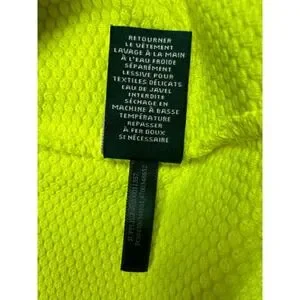 RETOURNER
LE VÊTEMENT
LAVAGE À LA MAIN
À L'EAU FROIDE
SÉPARÉMENT
LESSIVE POUR
TEXTILES DÉLICATS
EAU DE JAVEL
INTERDITE
SÉCHAGE EN
MACHINE À BASSE
TEMPÉRATURE
REPASSER
À FER DOUX
SI NÉCESSAIRE